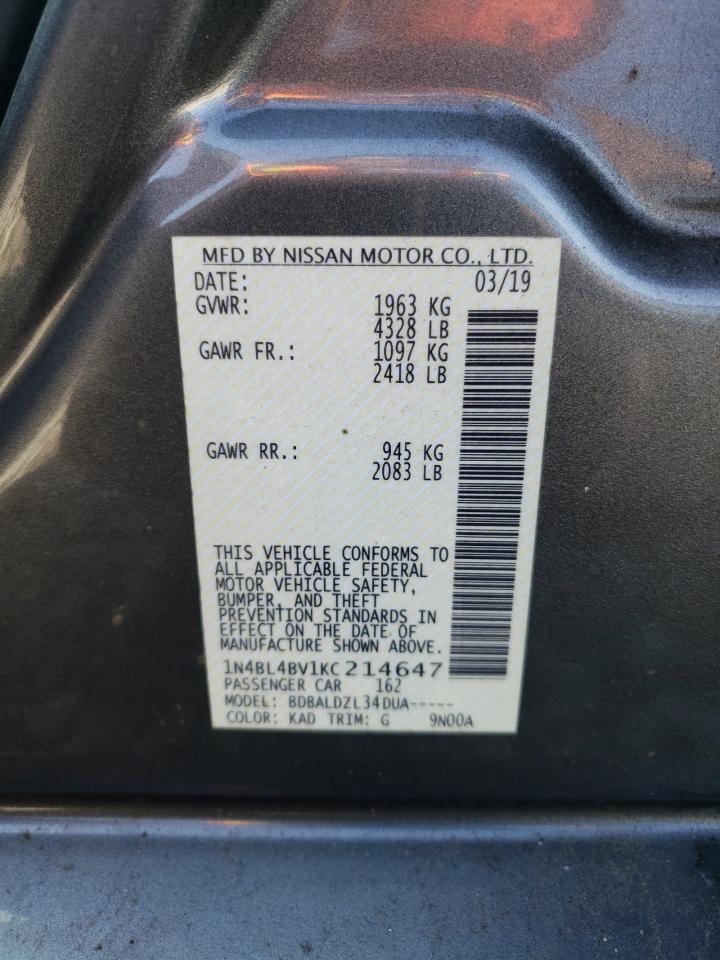 MFD BY NISSAN MOTOR CO., LTD.
DATE: 03/19
GVWR: 1963 KG
4328 LB
GAWR FR.: 1097 KG
2418 LB
GAWR RR.: 945 KG
2083 LB
THIS VEHICLE CONFORMS TO
ALL APPLICABLE FEDERAL
MOTOR VEHICLE SAFETY,
BUMPER, AND THEFT
PREVENTION STANDARDS IN
EFFECT ON THE DATE OF
MANUFACTURE SHOWN ABOVE.
1N4BL4BV1KC214647
PASSENGER CAR 162
MODEL: BDBALDZL34DUA-----
COLOR: KAD TRIM: G 9N00A